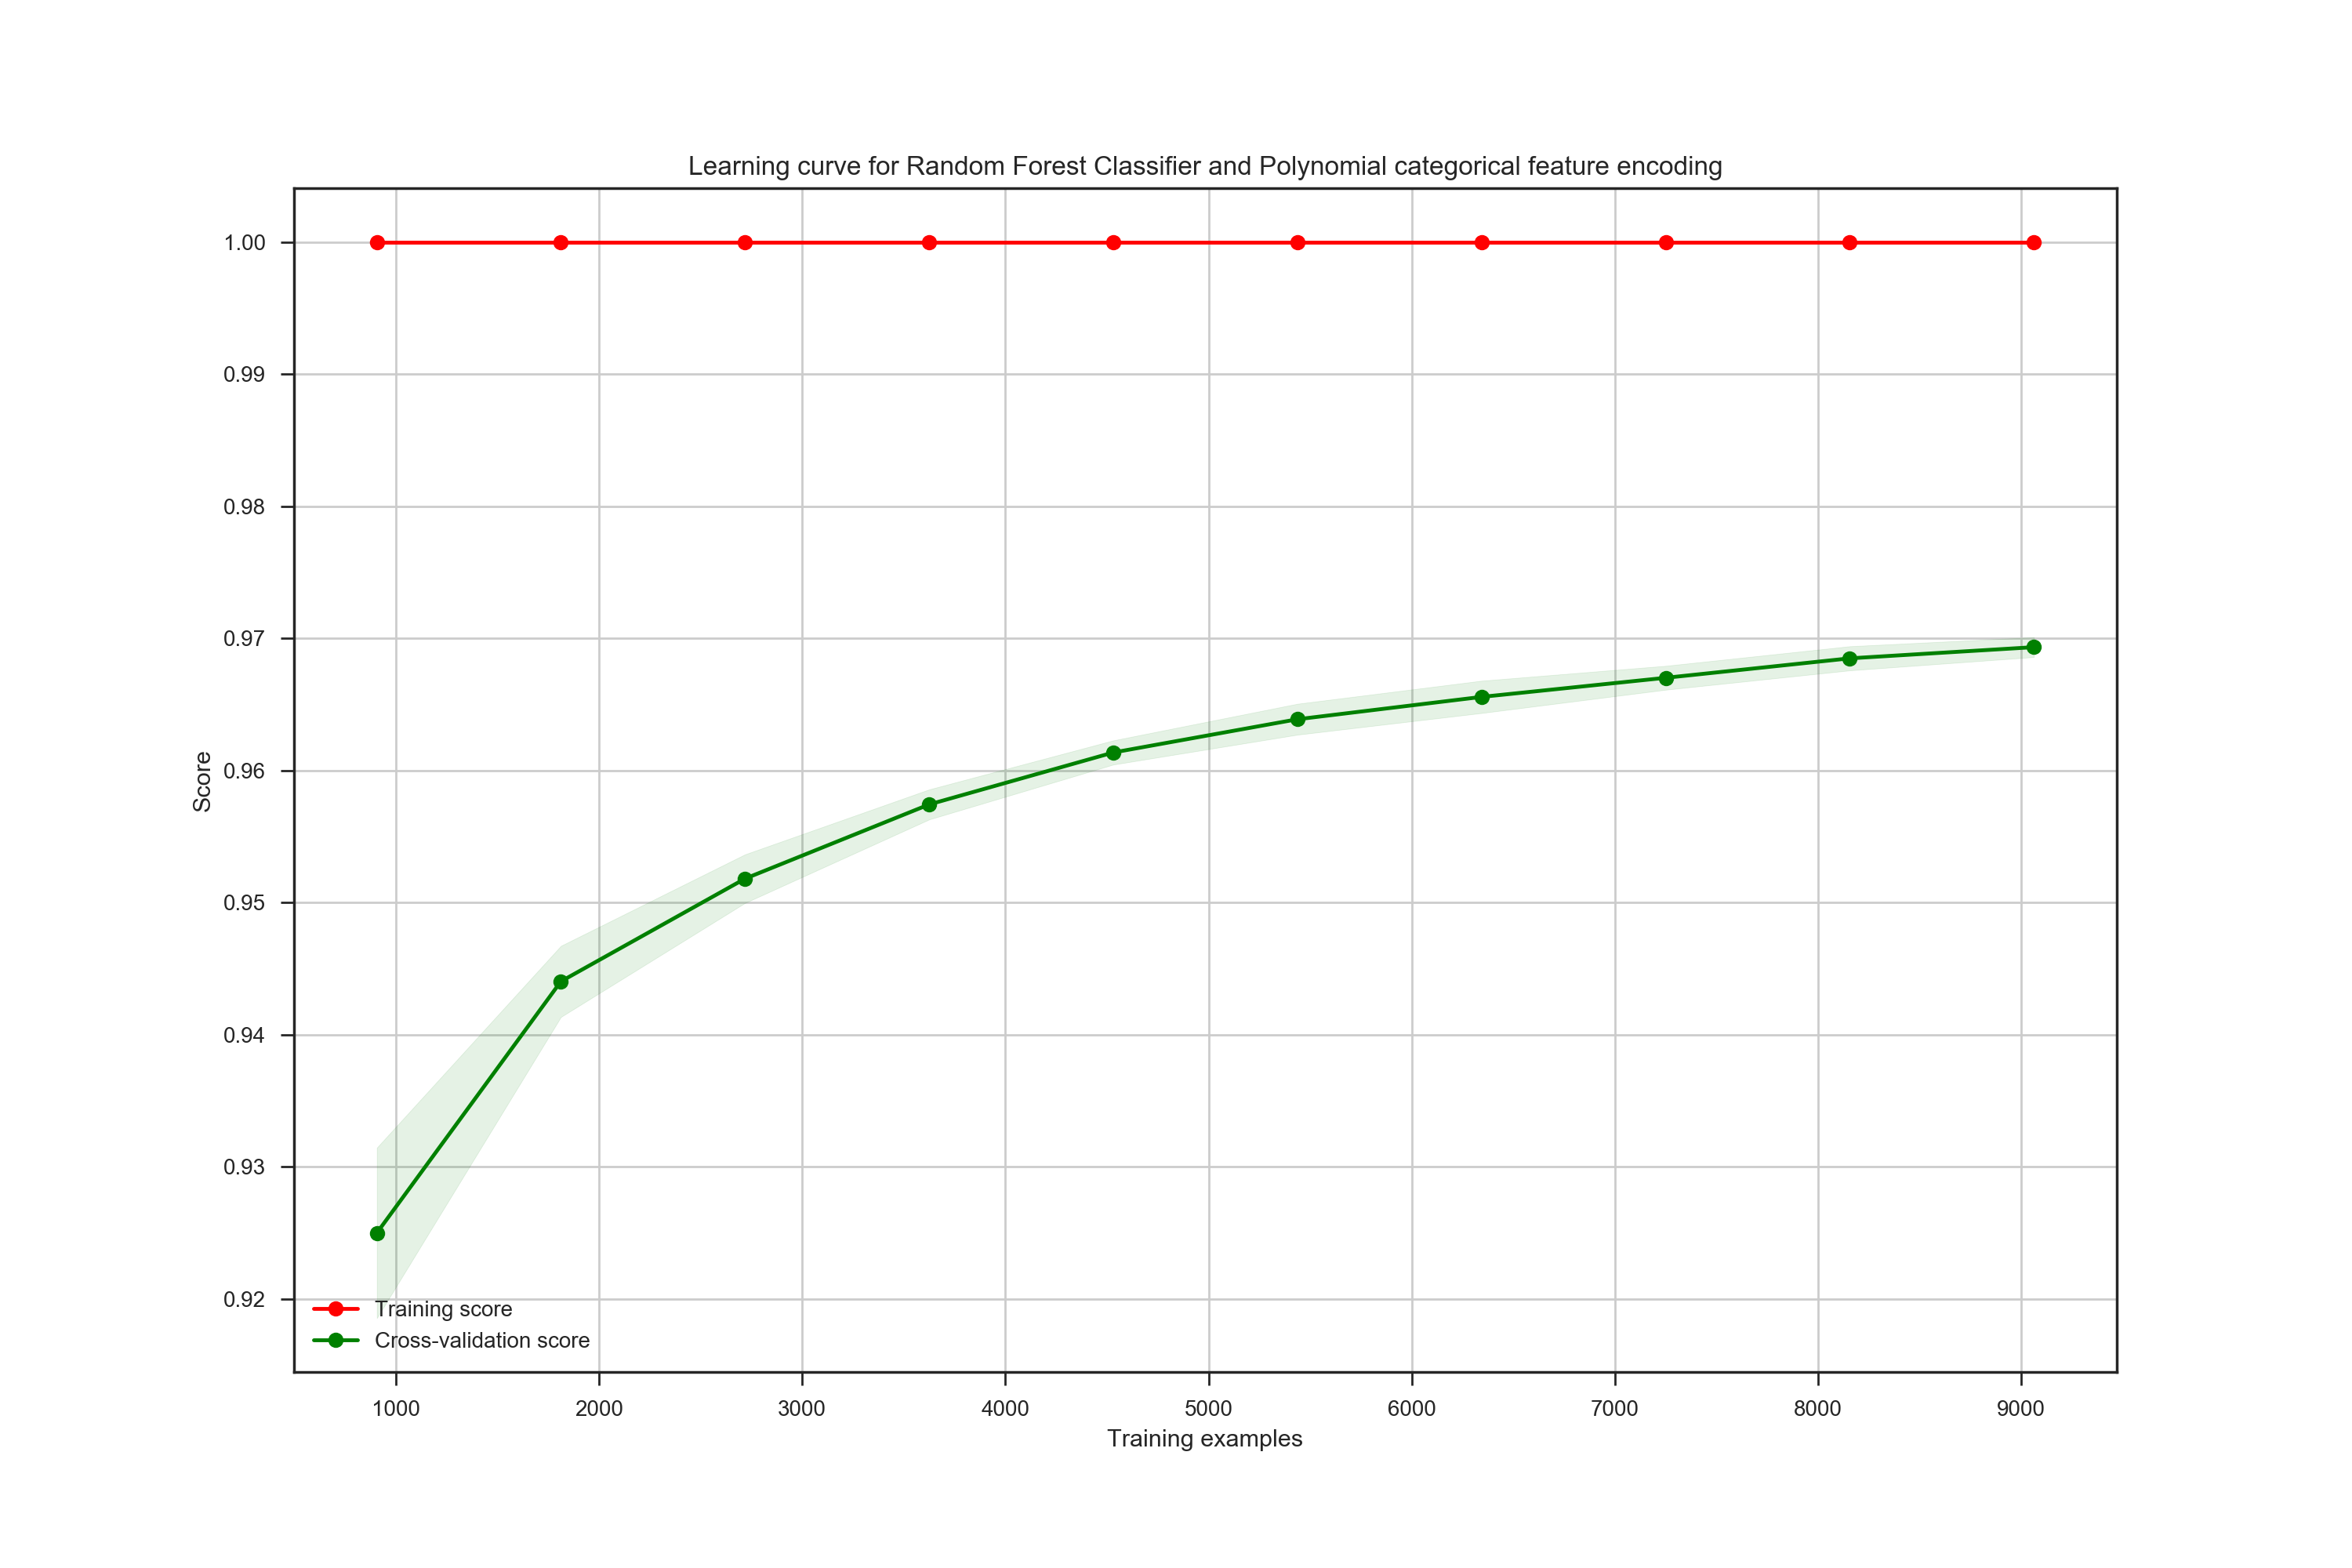 Learning curve for Random Forest Classifier and Polynomial categorical feature encoding
1.00
0.99
0.98
0.97
0.96
0.95
0.94
0.93
0.92
Score
Training score
Cross-validation score
1000 2000 3000 4000 5000 6000 7000 8000 9000
Training examples